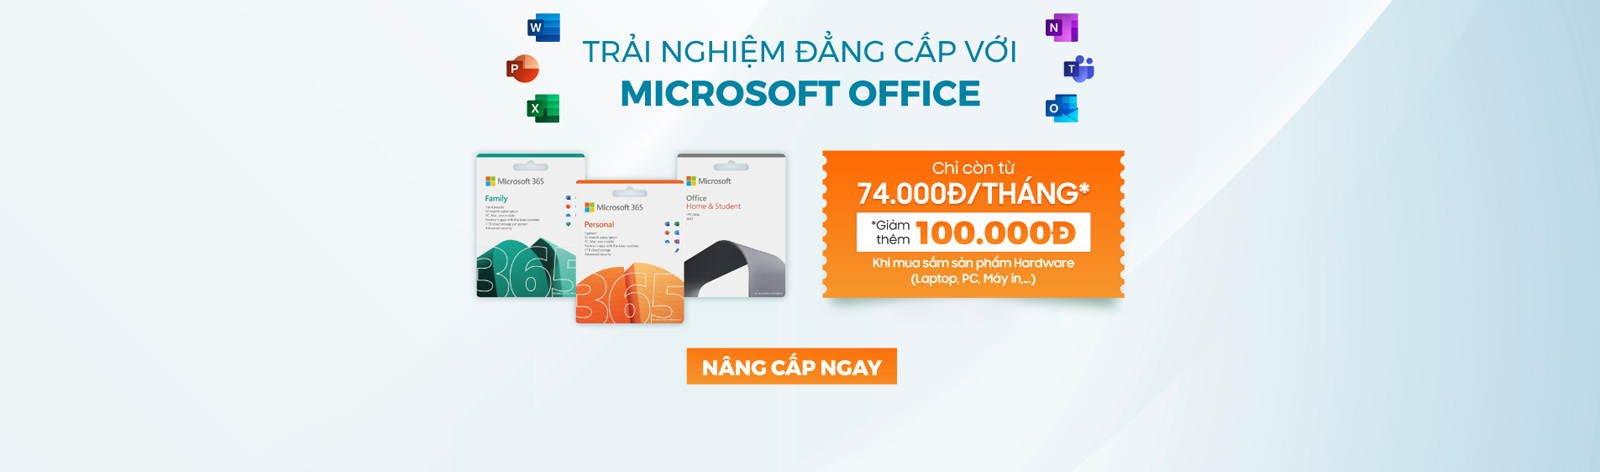 W
P
X
N
T
O
TRẢI NGHIỆM ĐẲNG CẤP VỚI
MICROSOFT OFFICE
Microsoft 365
Family
365
Microsoft 365
Personal
365
Microsoft
Office
Home & Student
Chỉ còn từ
74.000Đ/THÁNG*
*Giảm
thêm
100.000Đ
Khi mua sắm sản phẩm Hardware
(Laptop, PC, Máy in,...)
NÂNG CẤP NGAY